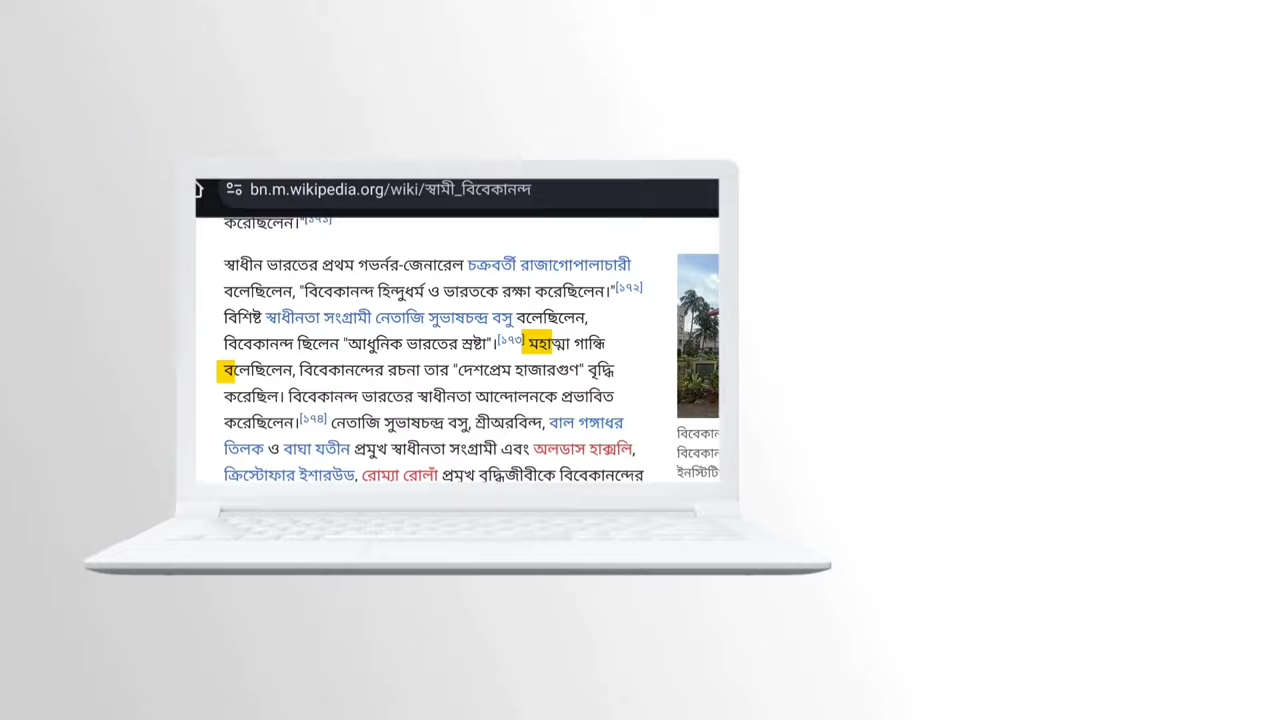 bn.m.wikipedia.org/wiki/স্বামী_বিবেকানন্দ
করেছিলেন।"[১৭১]
স্বাধীন ভারতের প্রথম গভর্নর-জেনারেল চক্রবর্তী রাজাগোপালাচারী
বলেছিলেন, "বিবেকানন্দ হিন্দুধর্ম ও ভারতকে রক্ষা করেছিলেন।"[১৭২]
বিশিষ্ট স্বাধীনতা সংগ্রামী নেতাজি সুভাষচন্দ্র বসু বলেছিলেন,
বিবেকানন্দ ছিলেন "আধুনিক ভারতের স্রষ্টা"।[১৭৩] মহাত্মা গান্ধি
বলেছিলেন, বিবেকানন্দের রচনা তার "দেশপ্রেম হাজারগুণ" বৃদ্ধি
করেছিল। বিবেকানন্দ ভারতের স্বাধীনতা আন্দোলনকে প্রভাবিত
করেছিলেন।[১৭৪] নেতাজি সুভাষচন্দ্র বসু, শ্রীঅরবিন্দ, বাল গঙ্গাধর
তিলক ও বাঘা যতীন প্রমুখ স্বাধীনতা সংগ্রামী এবং অলডাস হাক্সলি,
ক্রিস্টোফার ইশারউড, রোম্যা রোলাঁ প্রমুখ বুদ্ধিজীবীকে বিবেকানন্দের
বিবেকান
বিবেকান
ইনস্টিটি